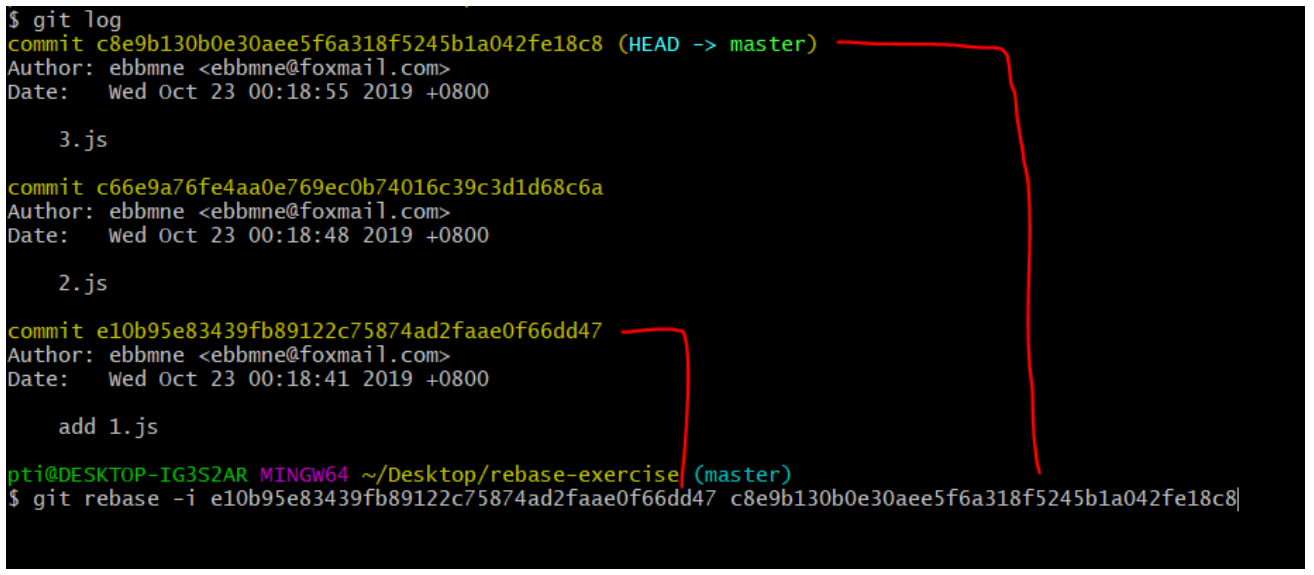 $ git log
commit c8e9b130b0e30aee5f6a318f5245b1a042fe18c8 (HEAD -> master)
Author: ebbmne <ebbmne@foxmail.com>
Date:   Wed Oct 23 00:18:55 2019 +0800
3.js
commit c66e9a76fe4aa0e769ec0b74016c39c3d1d68c6a
Author: ebbmne <ebbmne@foxmail.com>
Date:   Wed Oct 23 00:18:48 2019 +0800
2.js
commit e10b95e83439fb89122c75874ad2faae0f66dd47
Author: ebbmne <ebbmne@foxmail.com>
Date:   Wed Oct 23 00:18:41 2019 +0800
add 1.js
pti@DESKTOP-IG3S2AR MINGW64 ~/Desktop/rebase-exercise (master)
$ git rebase -i e10b95e83439fb89122c75874ad2faae0f66dd47 c8e9b130b0e30aee5f6a318f5245b1a042fe18c8